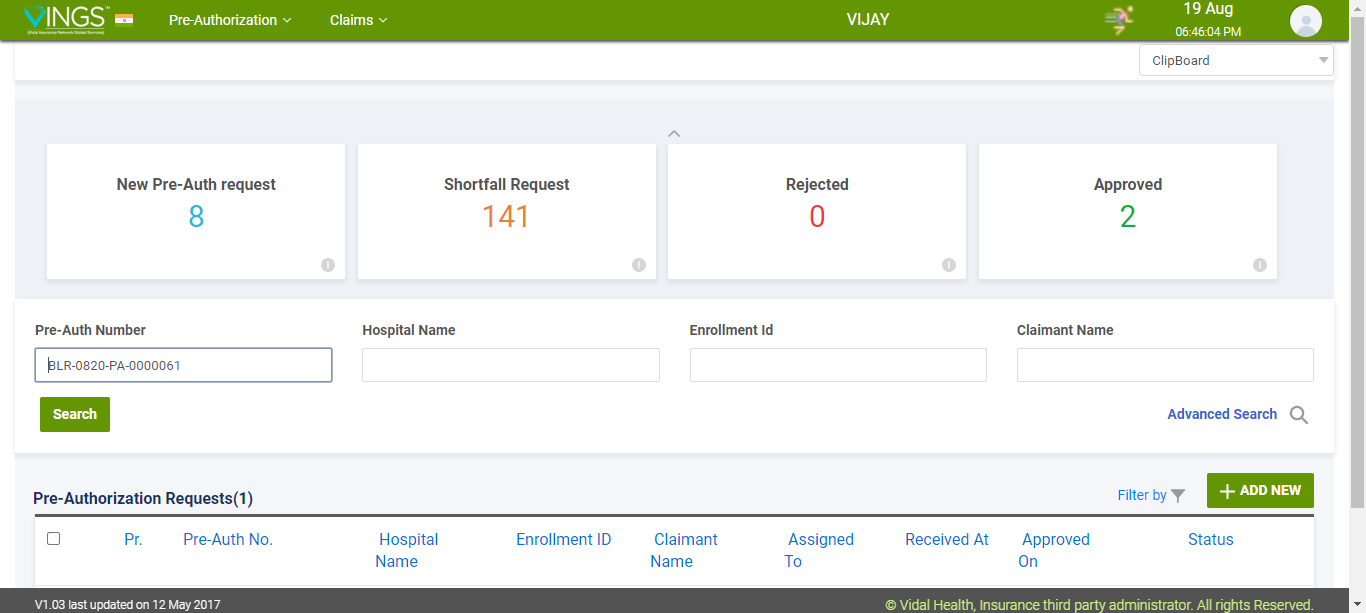 VINGS™
(Vidal Insurance Network Global Services)
Pre-Authorization Claims VIJAY 19 Aug
06:46:04 PM
ClipBoard
New Pre-Auth request Shortfall Request Rejected Approved
8 141 0 2
Pre-Auth Number Hospital Name Enrollment Id Claimant Name
BLR-0820-PA-0000061
Search Advanced Search
Pre-Authorization Requests(1) Filter by ADD NEW
Pr. Pre-Auth No. Hospital Name Enrollment ID Claimant Name Assigned To Received At Approved On Status
V1.03 last updated on 12 May 2017 © Vidal Health, Insurance third party administrator. All rights Reserved.